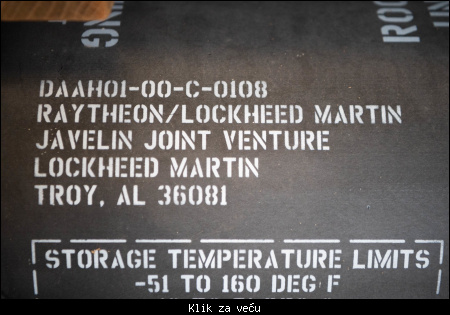 ROC
DAAH01-00-C-0108
RAYTHEON/LOCKHEED MARTIN
JAVELIN JOINT VENTURE
LOCKHEED MARTIN
TROY, AL 36081
STORAGE TEMPERATURE LIMITS
-51 TO 160 DEG F
Klik za veću